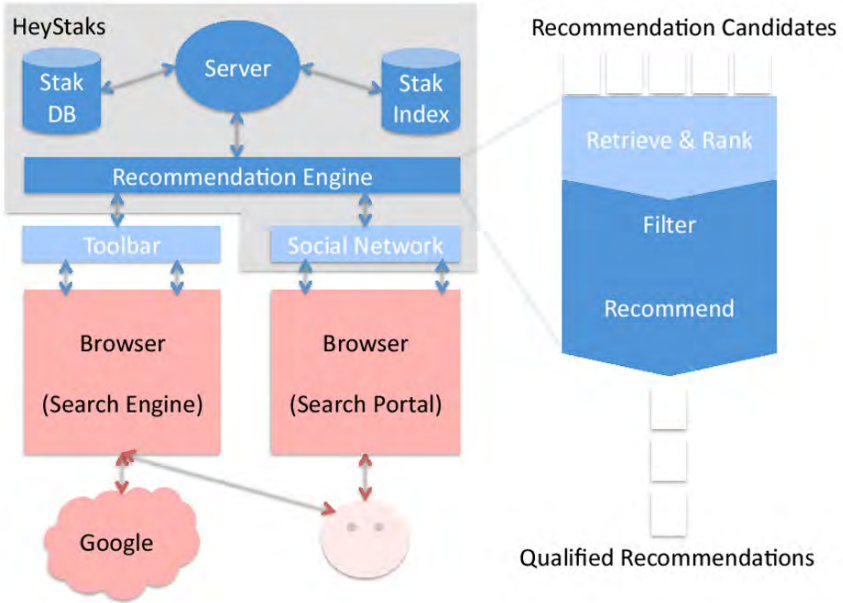 HeyStaks
Server
Stak
DB
Stak
Index
Recommendation Engine
Toolbar
Social Network
Browser
(Search Engine)
Browser
(Search Portal)
Google
Recommendation Candidates
Retrieve & Rank
Filter
Recommend
Qualified Recommendations